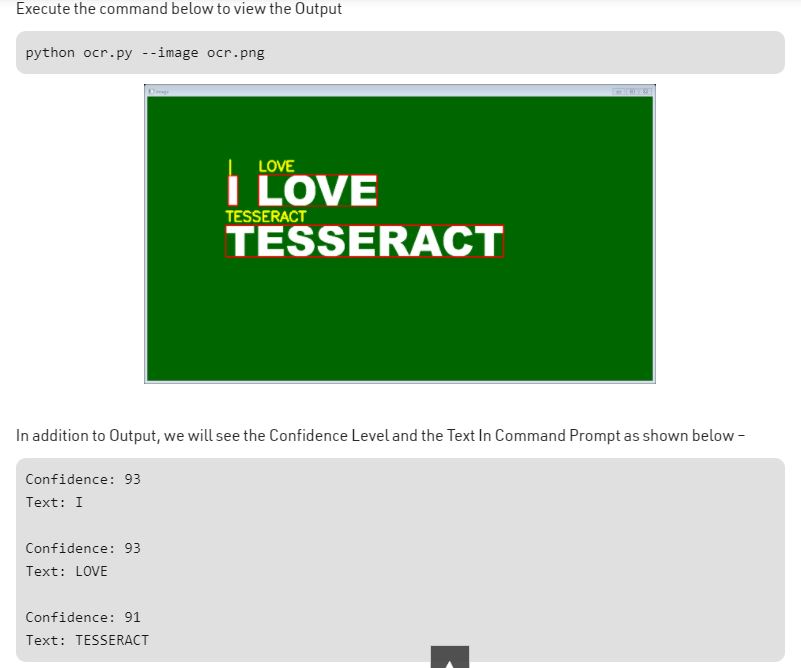 Execute the command below to view the Output
python ocr.py --image ocr.png
image
I LOVE
I LOVE
TESSERACT
TESSERACT
In addition to Output, we will see the Confidence Level and the Text In Command Prompt as shown below –
Confidence: 93
Text: I
Confidence: 93
Text: LOVE
Confidence: 91
Text: TESSERACT